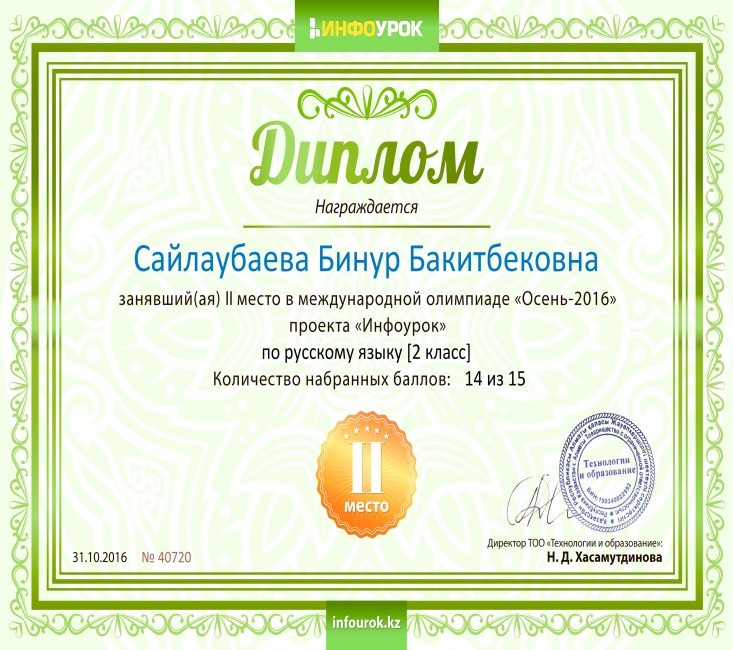 ИНФОУРОК
Диплом
Награждается
Сайлаубаева Бинур Бакитбековна
занявший(ая) II место в международной олимпиаде «Осень-2016»
проекта «Инфоурок»
по русскому языку [2 класс]
Количество набранных баллов: 14 из 15
II
место
Технологии
и образование
Директор ТОО «Технологии и образование»:
Н. Д. Хасамутдинова
31.10.2016 № 40720
infourok.kz